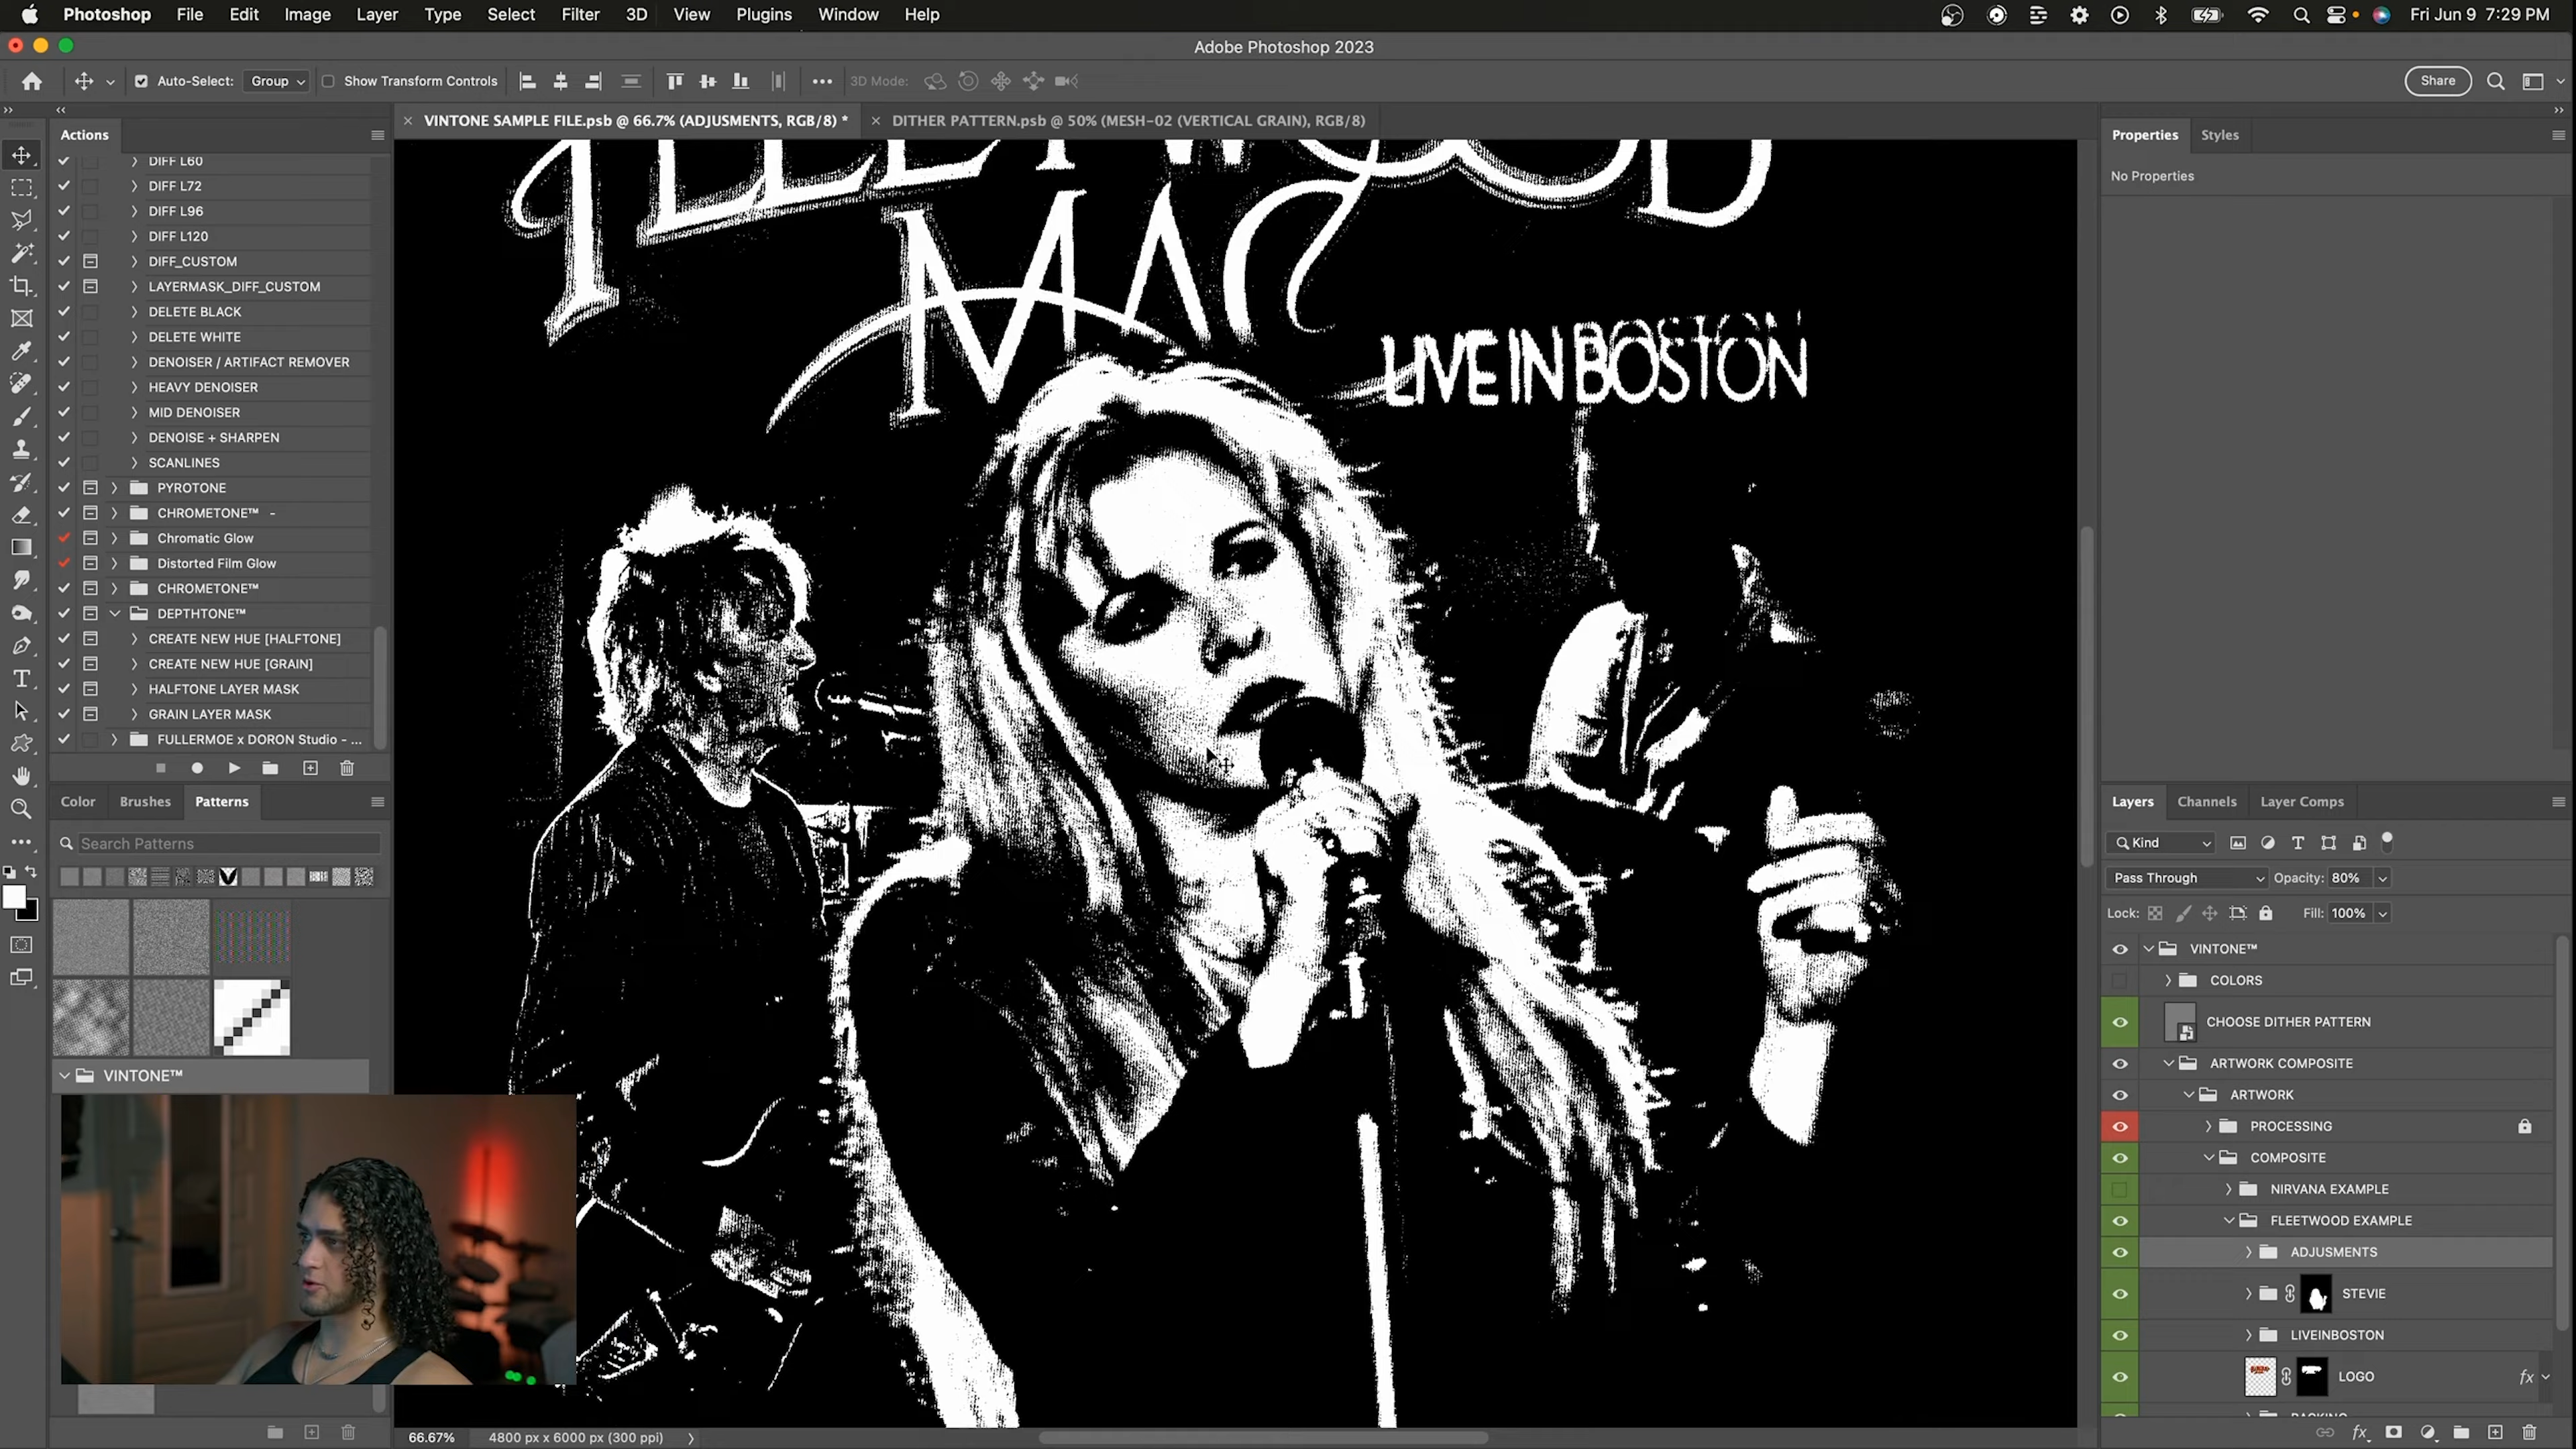 Photoshop File Edit Image Layer Type Select Filter 3D View Plugins Window Help Fri Jun 9 7:29 PM
Adobe Photoshop 2023
Auto-Select: Group Show Transform Controls 3D Mode: Share
Actions
VINTONE SAMPLE FILE.psb @ 66.7% (ADJUSMENTS, RGB/8) *
DITHER PATTERN.psb @ 50% (MESH-02 (VERTICAL GRAIN), RGB/8)
Properties Styles
No Properties
DIFF L60
DIFF L72
DIFF L96
DIFF L120
DIFF_CUSTOM
LAYERMASK_DIFF_CUSTOM
DELETE BLACK
DELETE WHITE
DENOISER / ARTIFACT REMOVER
HEAVY DENOISER
MID DENOISER
DENOISE + SHARPEN
SCANLINES
PYROTONE
CHROMETONE™ -
Chromatic Glow
Distorted Film Glow
CHROMETONE™
DEPTHTONE™
CREATE NEW HUE [HALFTONE]
CREATE NEW HUE [GRAIN]
HALFTONE LAYER MASK
GRAIN LAYER MASK
FULLERMOE x DORON Studio - ...
Color Brushes Patterns
Search Patterns
VINTONE™
FLEETWOOD
MAC
LIVE IN BOSTON
66.67% 4800 px x 6000 px (300 ppi)
Layers Channels Layer Comps
Kind
Pass Through Opacity: 80%
Lock: Fill: 100%
VINTONE™
COLORS
CHOOSE DITHER PATTERN
ARTWORK COMPOSITE
ARTWORK
PROCESSING
COMPOSITE
NIRVANA EXAMPLE
FLEETWOOD EXAMPLE
ADJUSMENTS
STEVIE
LIVEINBOSTON
LOGO fx
fx